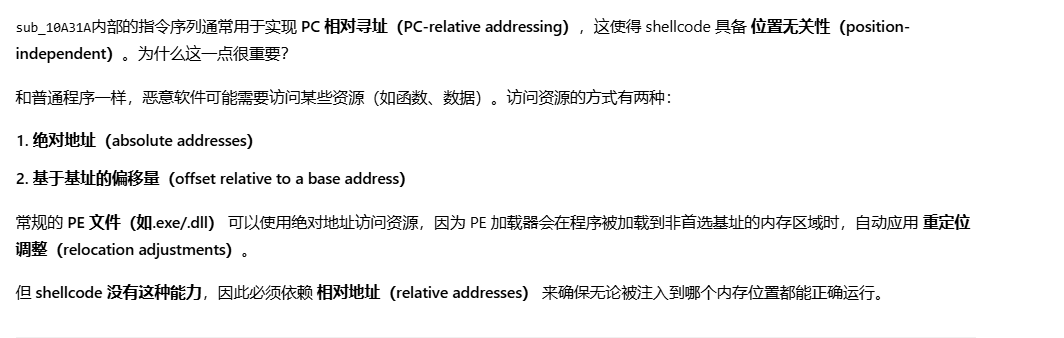 sub_10A31A内部的指令序列通常用于实现 PC 相对寻址（PC-relative addressing），这使得 shellcode 具备 位置无关性（position-
independent）。为什么这一点很重要？
和普通程序一样，恶意软件可能需要访问某些资源（如函数、数据）。访问资源的方式有两种：
1. 绝对地址（absolute addresses）
2. 基于基址的偏移量（offset relative to a base address）
常规的 PE 文件（如.exe/.dll） 可以使用绝对地址访问资源，因为 PE 加载器会在程序被加载到非首选基址的内存区域时，自动应用 重定位
调整（relocation adjustments）。
但 shellcode 没有这种能力，因此必须依赖 相对地址（relative addresses） 来确保无论被注入到哪个内存位置都能正确运行。